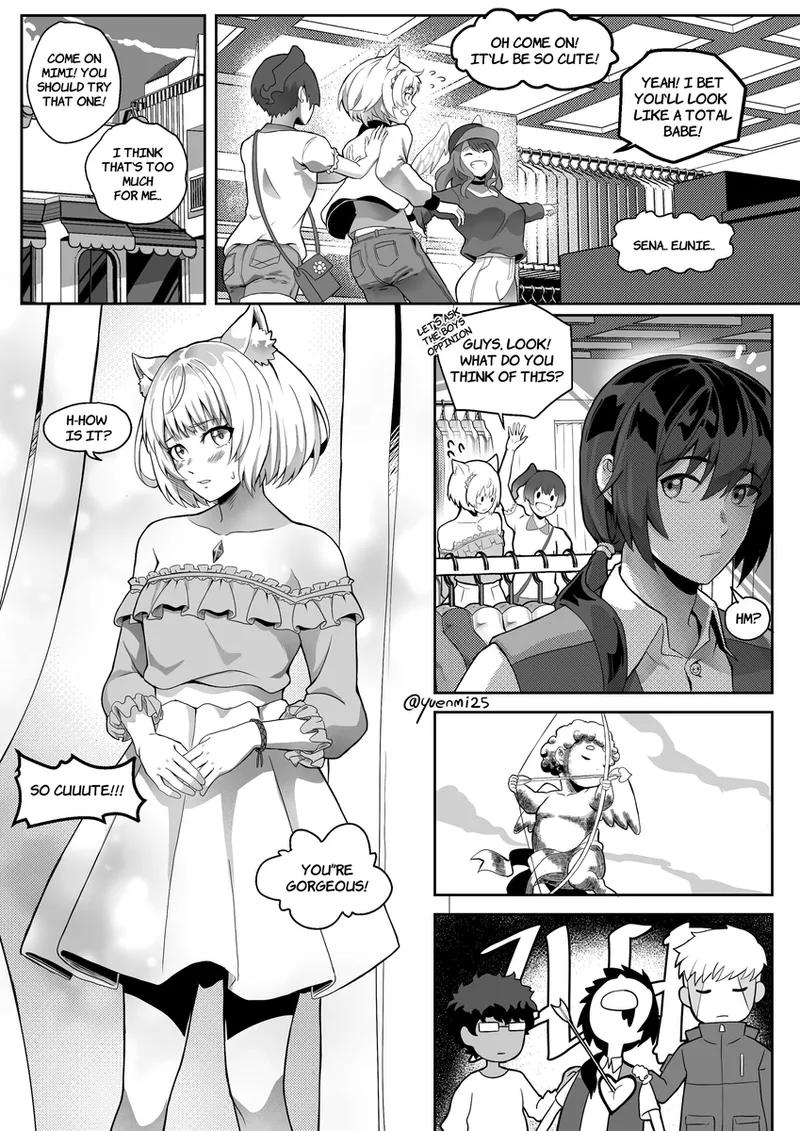 COME ON
MIMI! YOU
SHOULD TRY
THAT ONE!
I THINK
THAT'S TOO
MUCH
FOR ME..
OH COME ON!
IT'LL BE SO CUTE!
YEAH! I BET
YOU'LL LOOK
LIKE A TOTAL
BABE!
SENA.. EUNIE..
H-HOW
IS IT?
SO CUUUTE!!!
YOU"RE
GORGEOUS!
LET'S ASK
THE BOYS
OPPINION
GUYS, LOOK!
WHAT DO YOU
THINK OF THIS?
HM?
@yuenmi25